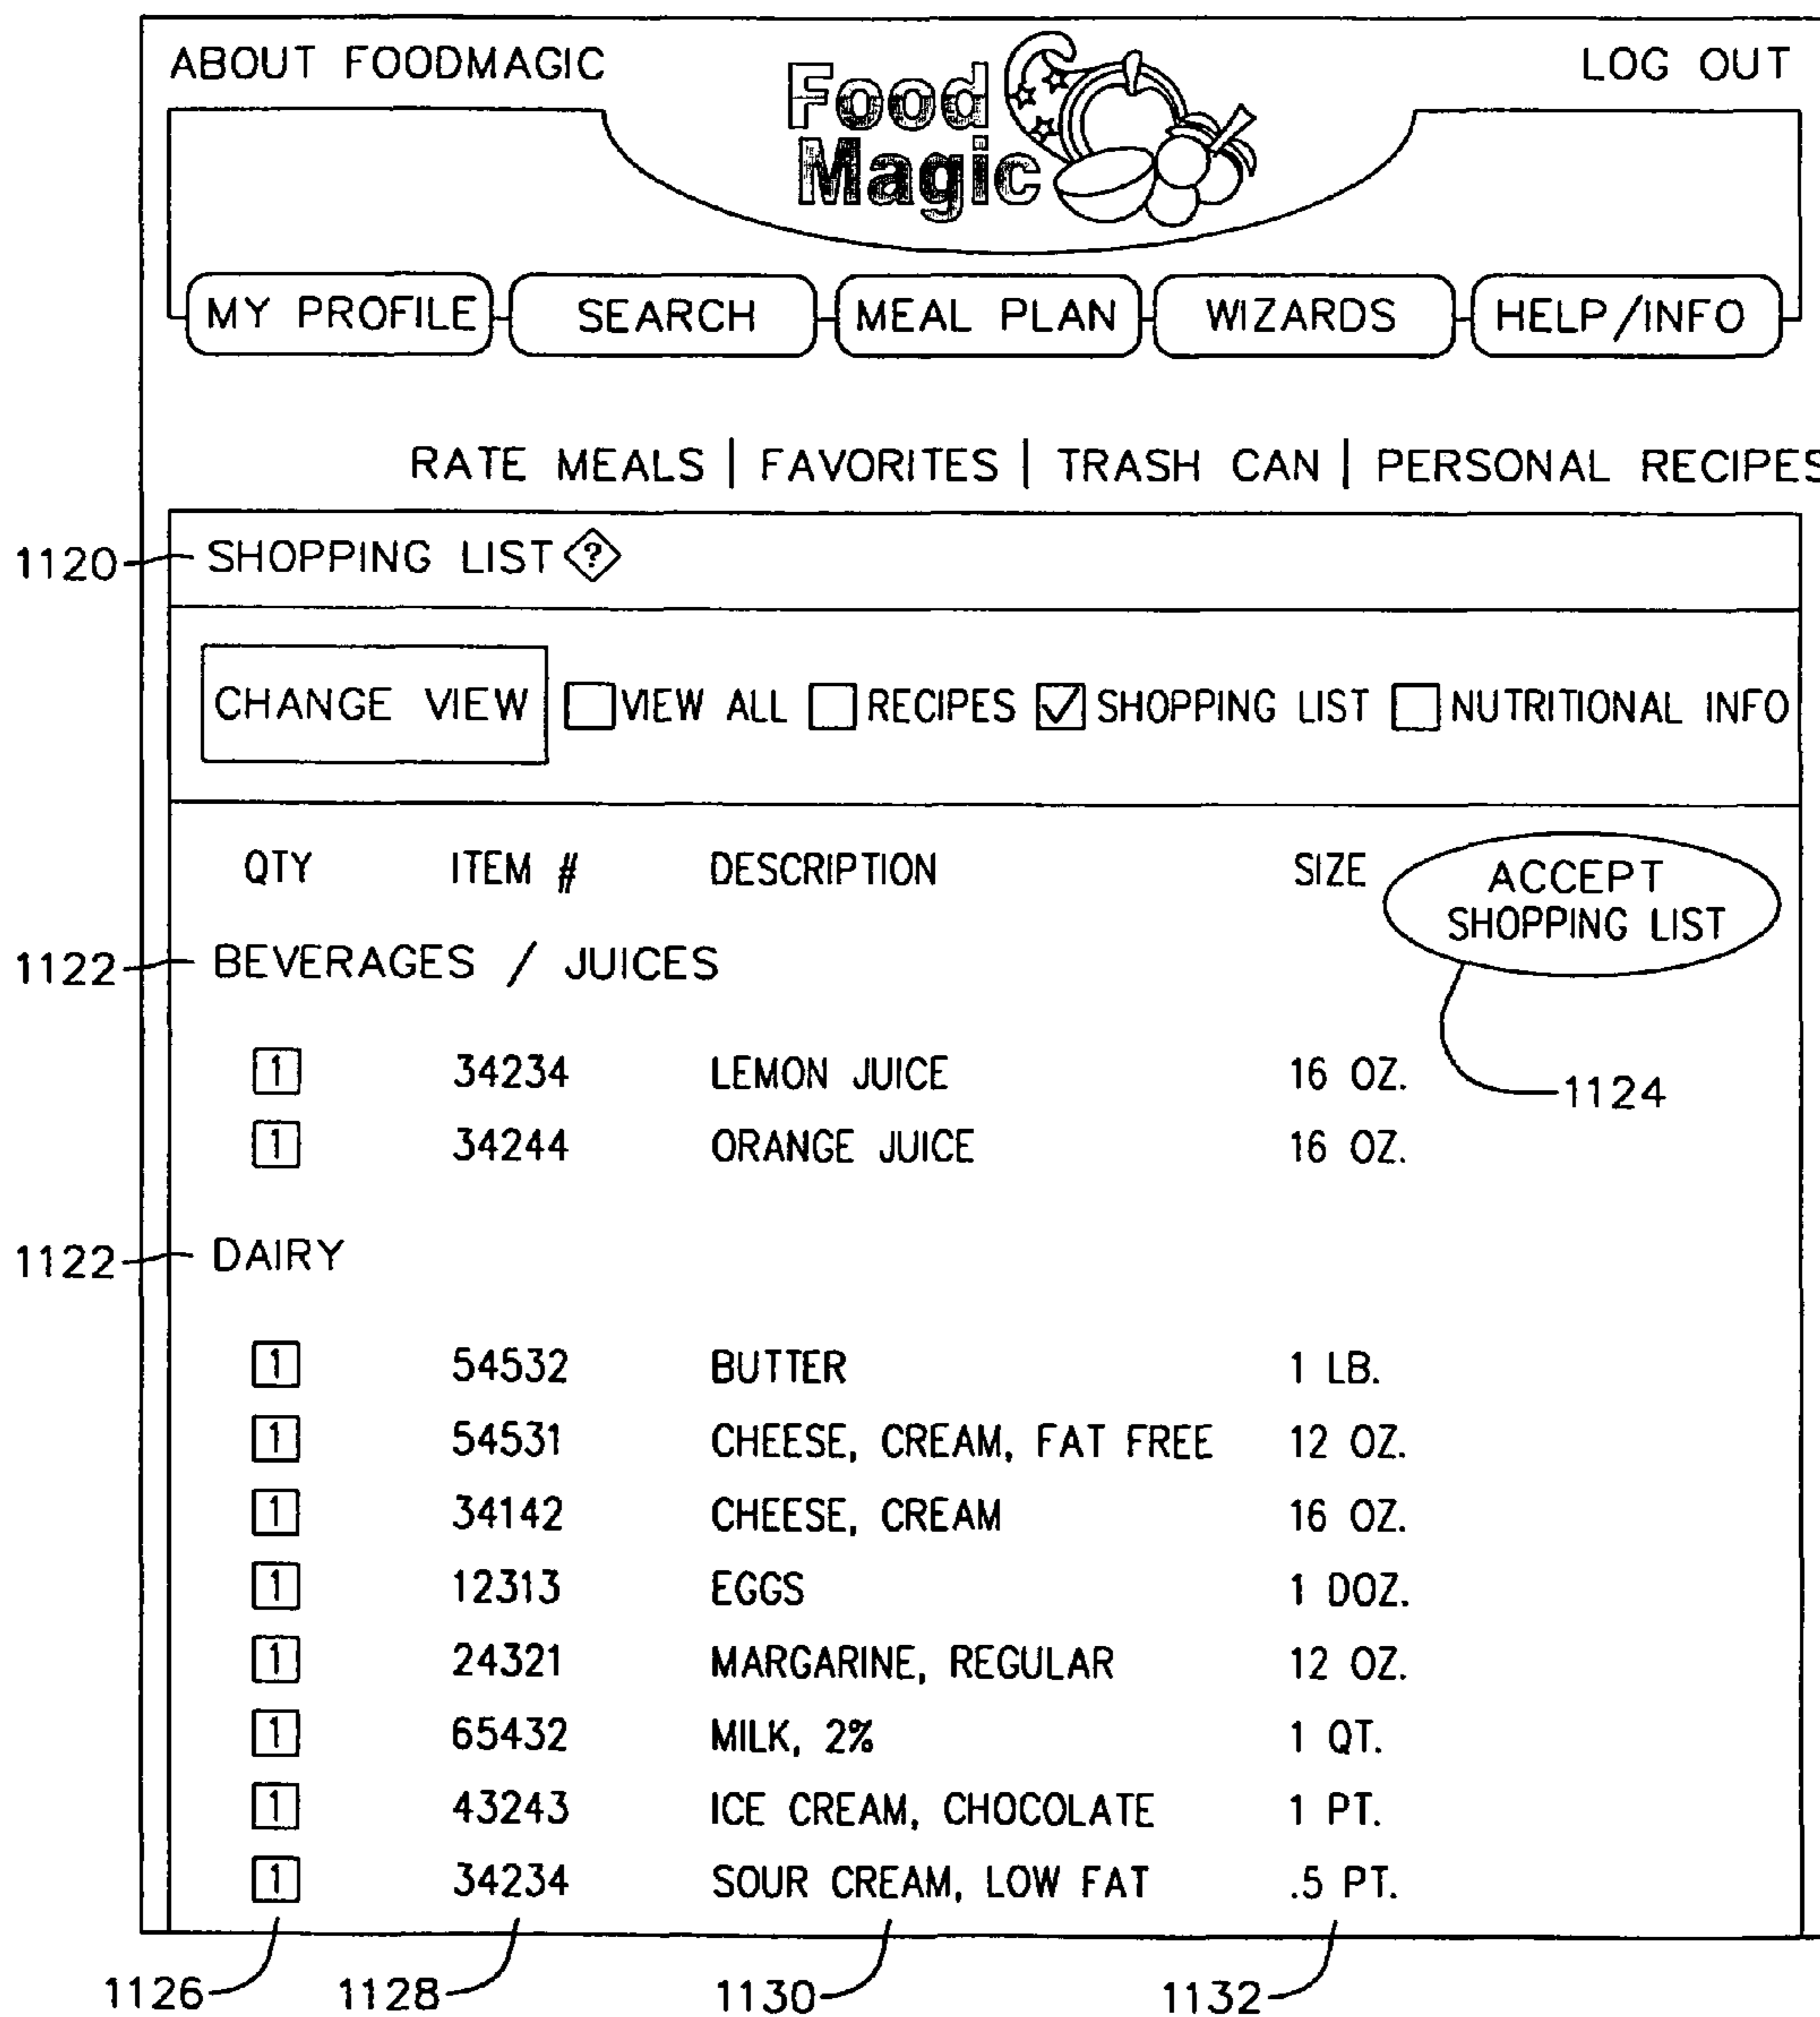 ABOUT FOODMAGIC
LOG OUT
Food
Magic
MY PROFILE
SEARCH
MEAL PLAN
WIZARDS
HELP/INFO
RATE MEALS | FAVORITES | TRASH CAN | PERSONAL RECIPES
1120
SHOPPING LIST ?
CHANGE VIEW VIEW ALL RECIPES SHOPPING LIST NUTRITIONAL INFO
QTY ITEM # DESCRIPTION SIZE
ACCEPT
SHOPPING LIST
1122
BEVERAGES / JUICES
1 34234 LEMON JUICE 16 OZ.
1124
1 34244 ORANGE JUICE 16 OZ.
1122
DAIRY
1 54532 BUTTER 1 LB.
1 54531 CHEESE, CREAM, FAT FREE 12 OZ.
1 34142 CHEESE, CREAM 16 OZ.
1 12313 EGGS 1 DOZ.
1 24321 MARGARINE, REGULAR 12 OZ.
1 65432 MILK, 2% 1 QT.
1 43243 ICE CREAM, CHOCOLATE 1 PT.
1 34234 SOUR CREAM, LOW FAT .5 PT.
1126 1128 1130 1132